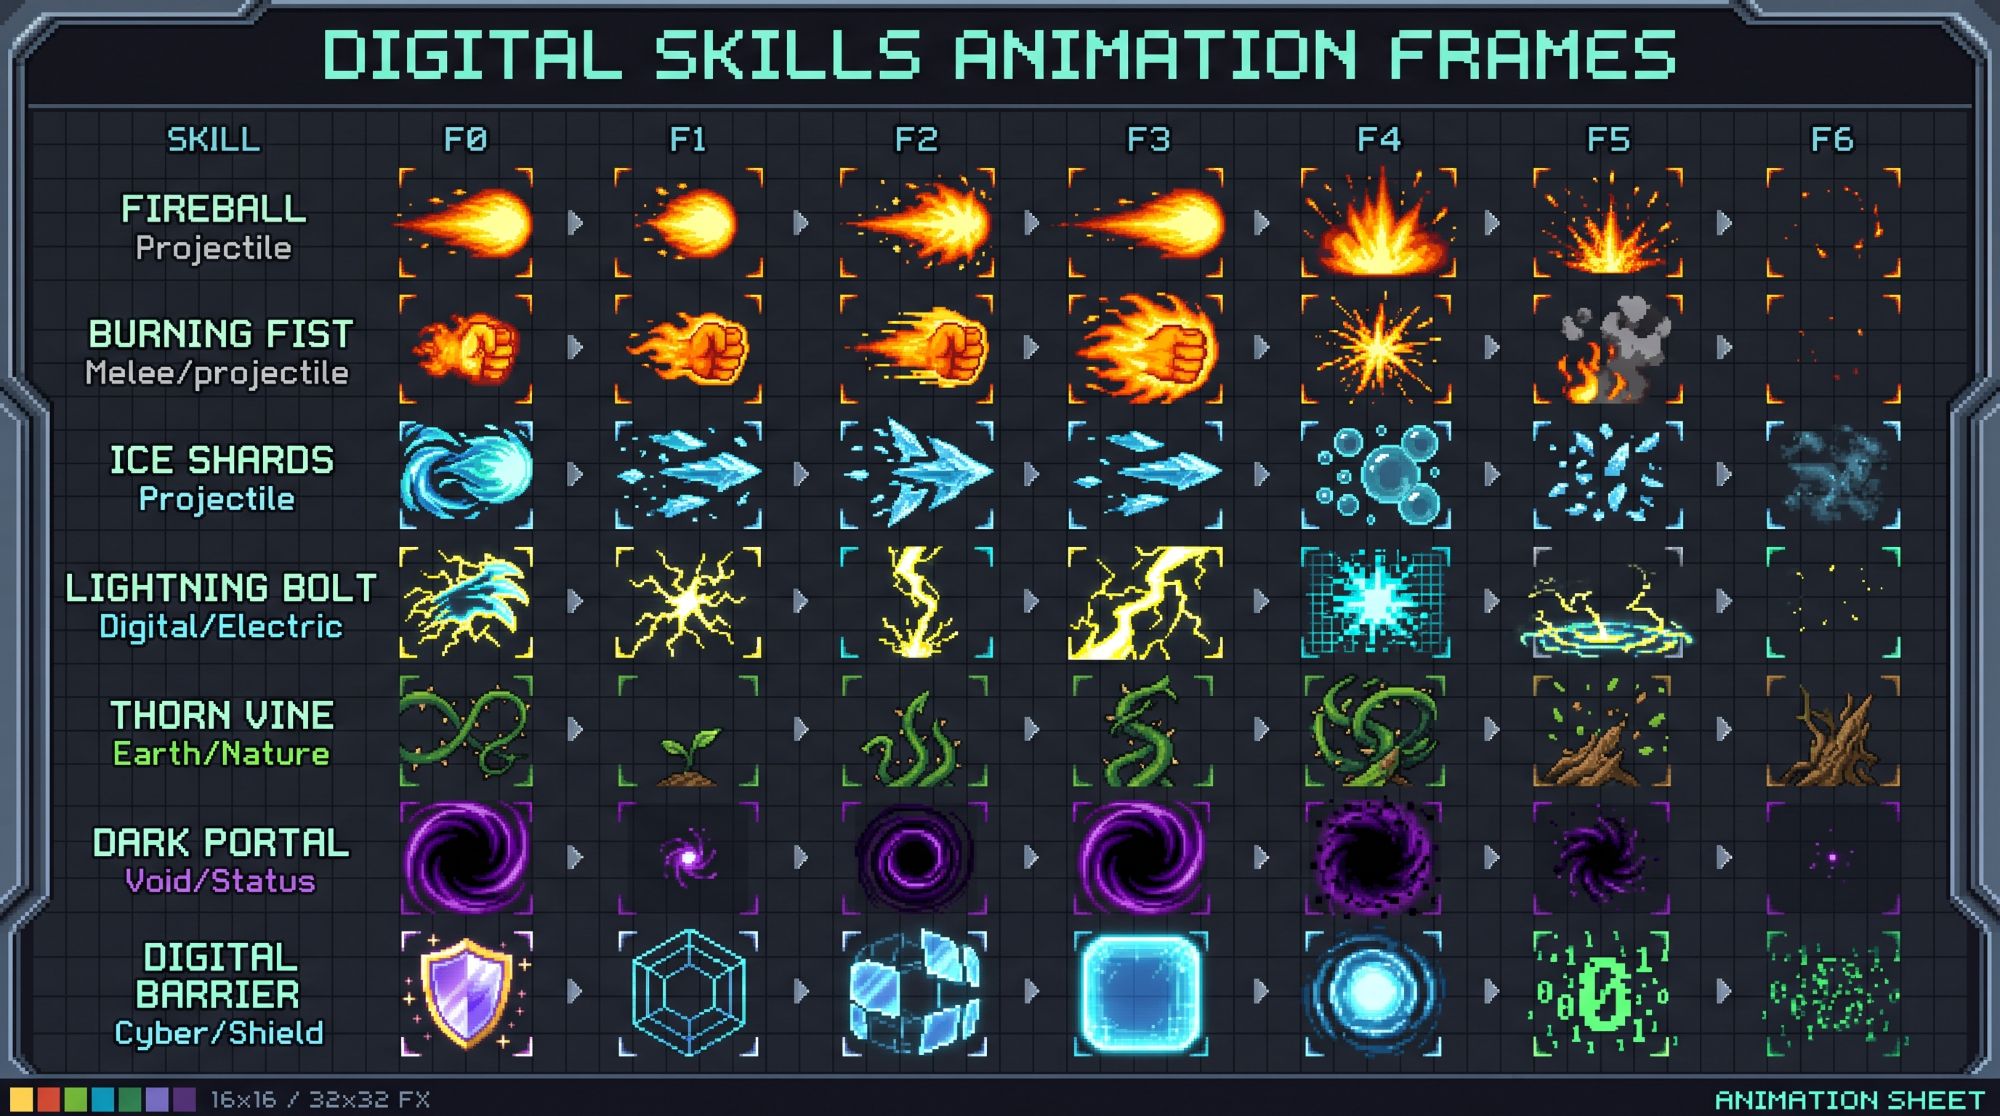 DIGITAL SKILLS ANIMATION FRAMES
SKILL F0 F1 F2 F3 F4 F5 F6
FIREBALL
Projectile
BURNING FIST
Melee/projectile
ICE SHARDS
Projectile
LIGHTNING BOLT
Digital/Electric
THORN VINE
Earth/Nature
DARK PORTAL
Void/Status
DIGITAL
BARRIER
Cyber/Shield
16x16 / 32x32 FX
ANIMATION SHEET